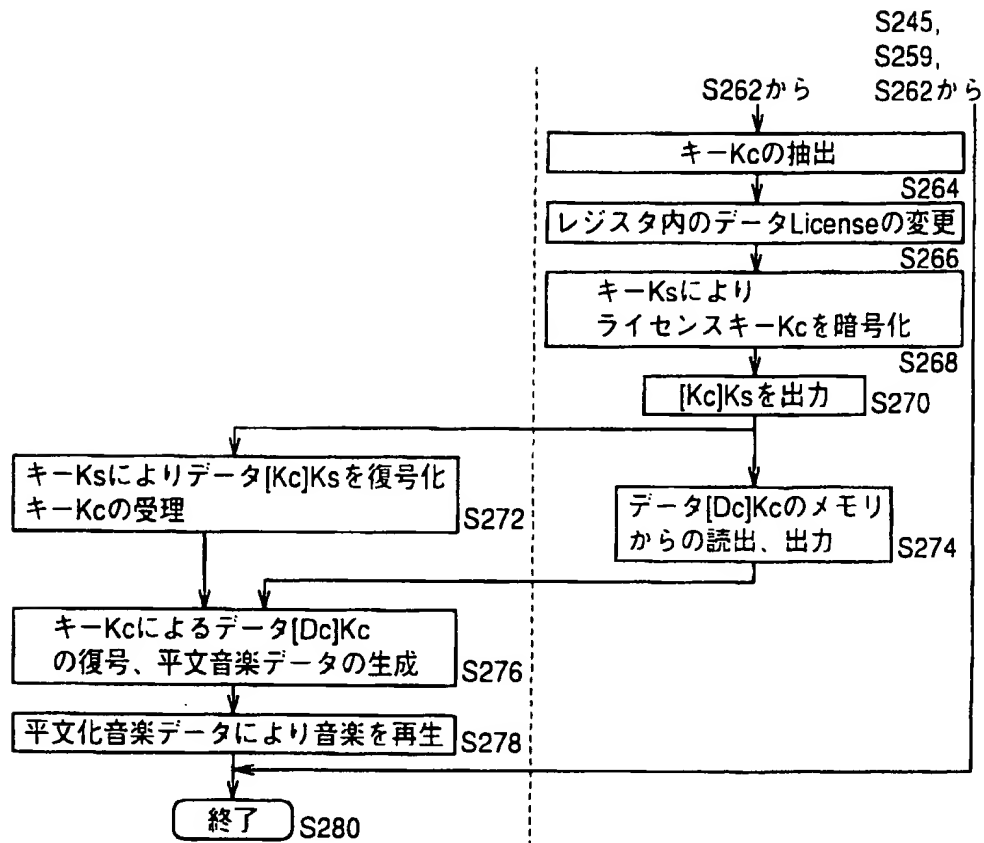 S245,
S259,
S262から
S262から
キーKcの抽出
S264
レジスタ内のデータLicenseの変更
S266
キーKsにより
ライセンスキーKcを暗号化
S268
[Kc]Ksを出力
S270
キーKsによりデータ[Kc]Ksを復号化
キーKcの受理
S272
データ[Dc]Kcのメモリ
からの読出、出力
S274
キーKcによるデータ[Dc]Kc
の復号、平文音楽データの生成
S276
平文化音楽データにより音楽を再生
S278
終了
S280